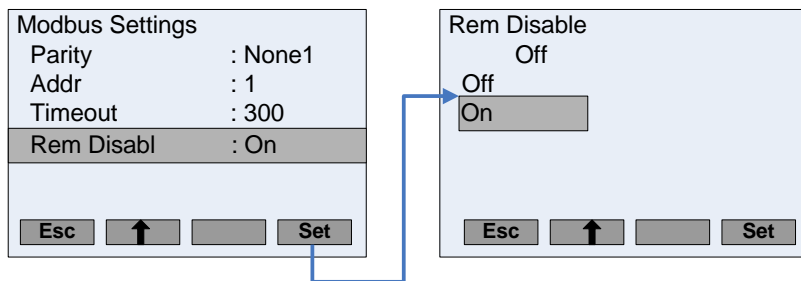 Modbus Settings
Parity : None1
Addr : 1
Timeout : 300
Rem Disabl : On
Esc Set
Rem Disable
Off
Off
On
Esc Set